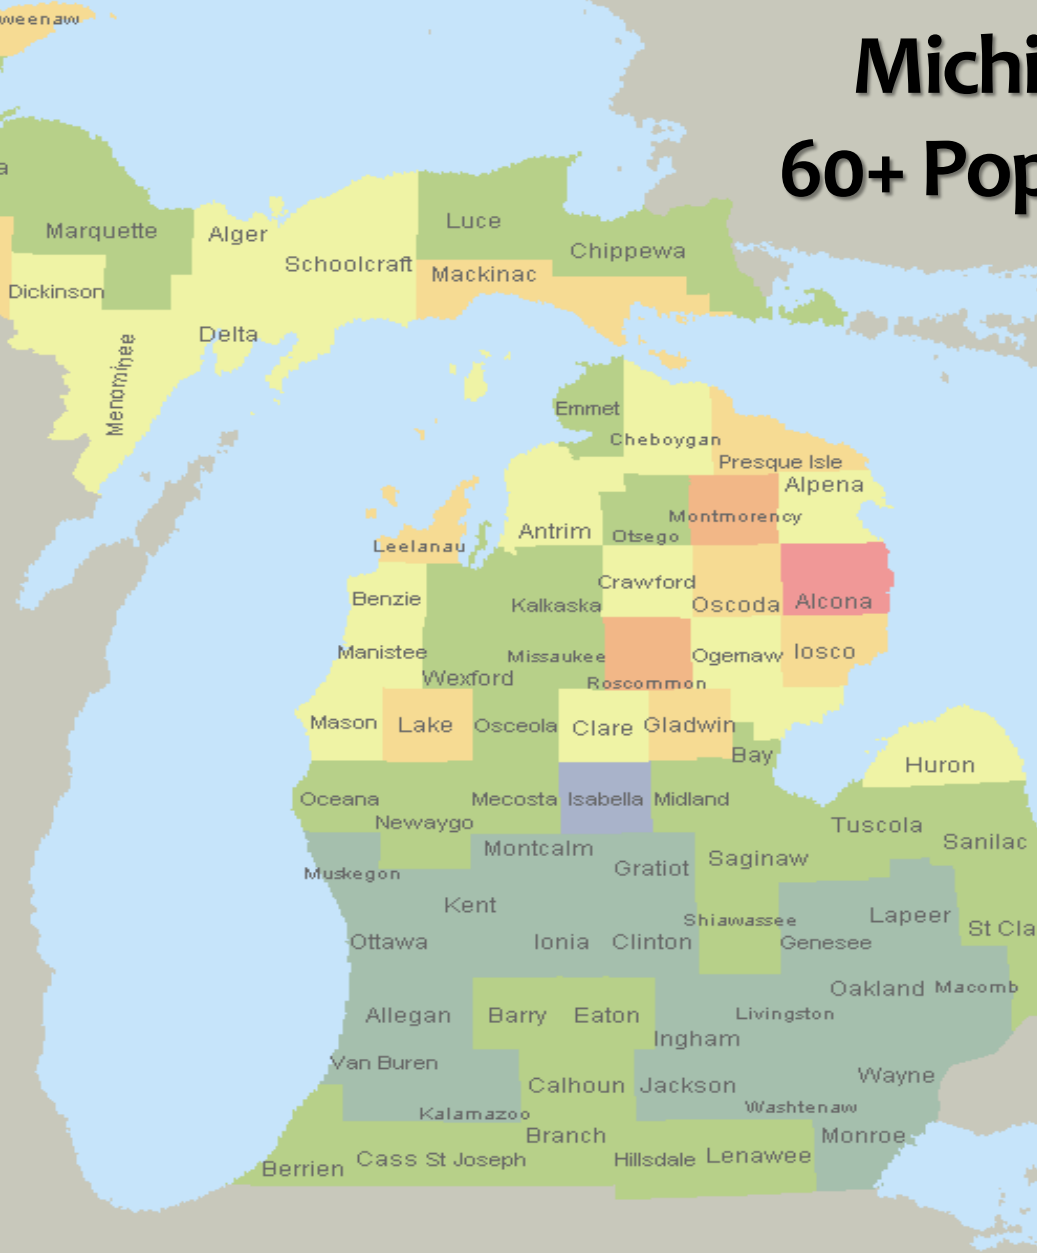 weenaw
Michi
60+ Pop
a
Marquette
Alger
Luce
Chippewa
Schoolcraft
Mackinac
Dickinson
Delta
Menominee
Emmet
Cheboygan
Presque Isle
Alpena
Montmorency
Antrim
Otsego
Leelanau
Crawford
Benzie
Kalkaska
Oscoda
Alcona
Manistee
Missaukee
Ogemaw
Iosco
Wexford
Roscommon
Mason
Lake
Osceola
Clare
Gladwin
Bay
Huron
Oceana
Mecosta
Isabella
Midland
Newaygo
Tuscola
Sanilac
Montcalm
Gratiot
Saginaw
Muskegon
Kent
Shiawassee
Lapeer
St Cla
Ottawa
Ionia
Clinton
Genesee
Oakland
Macomb
Allegan
Barry
Eaton
Livingston
Ingham
Van Buren
Calhoun
Jackson
Wayne
Kalamazoo
Washtenaw
Branch
Monroe
Berrien
Cass
St Joseph
Hillsdale
Lenawee